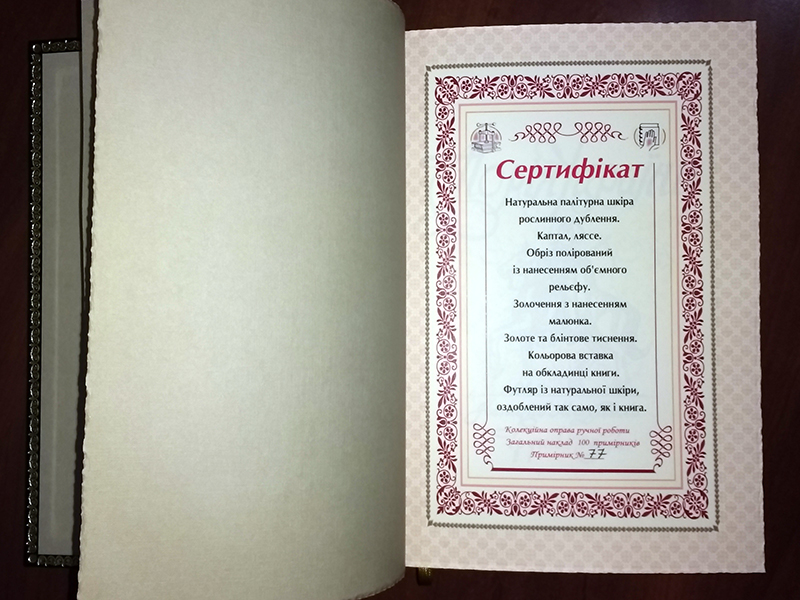 Сертифікат
Натуральна палітурна шкіра
рослинного дублення.
Каптал, ляссе.
Обріз полірований
із нанесенням об'ємного
рельєфу.
Золочення з нанесенням
малюнка.
Золоте та блінтове тиснення.
Кольорова вставка
на обкладинці книги.
Футляр із натуральної шкіри,
оздоблений так само, як і книга.
Колекційна оправа ручної роботи
Загальний наклад 100 примірників
Примірник № 77